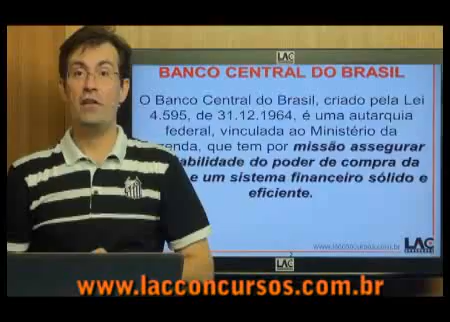 LAC
BANCO CENTRAL DO BRASIL
O Banco Central do Brasil, criado pela Lei
4.595, de 31.12.1964, é uma autarquia
federal, vinculada ao Ministério da
zenda, que tem por missão assegurar
abilidade do poder de compra da
e um sistema financeiro sólido e
eficiente.
www.lacconcursos.com.br
LAC
LAC
www.lacconcursos.com.br